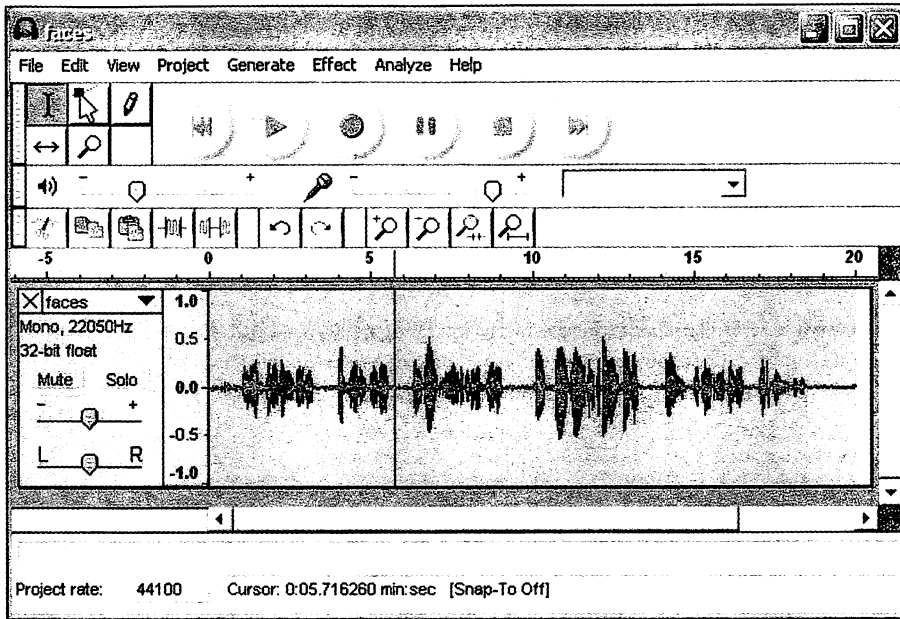 faces
File Edit View Project Generate Effect Analyze Help
- + - +
-5 0 5 10 15 20
faces
Mono, 22050Hz
32-bit float
Mute Solo
- +
L R
1.0
0.5
0.0
-0.5
-1.0
Project rate: 44100 Cursor: 0:05.716260 min:sec [Snap-To Off]